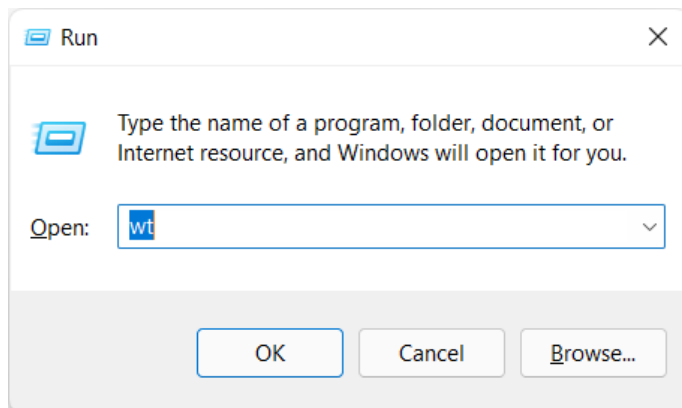 Run
Type the name of a program, folder, document, or
Internet resource, and Windows will open it for you.
Open: wt
OK Cancel Browse...